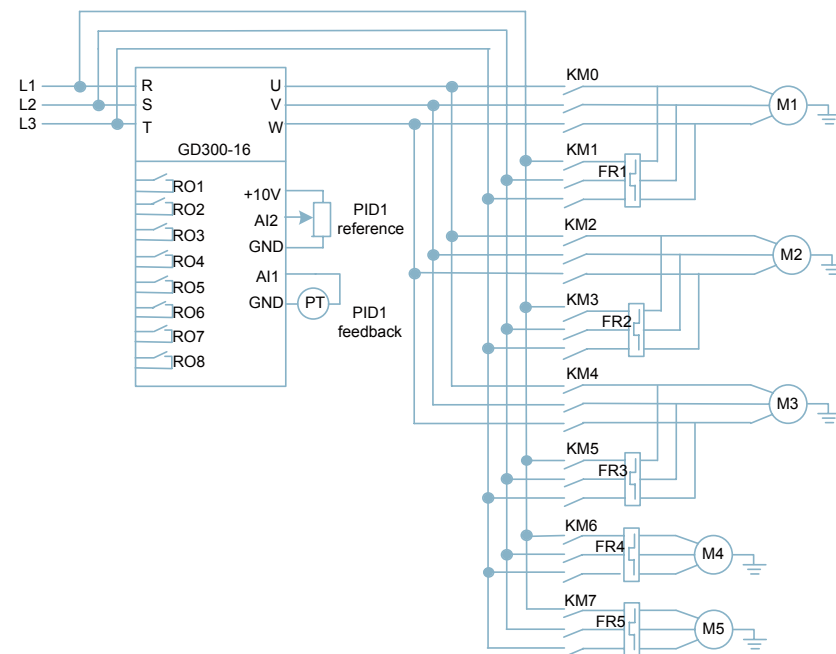 L1
L2
L3
R
S
T
U
V
W
GD300-16
RO1
RO2
RO3
RO4
RO5
RO6
RO7
RO8
+10V
AI2
GND
AI1
GND
PT
PID1
reference
PID1
feedback
KM0
M1
KM1
FR1
KM2
M2
KM3
FR2
KM4
M3
KM5
FR3
KM6
FR4
M4
KM7
FR5
M5